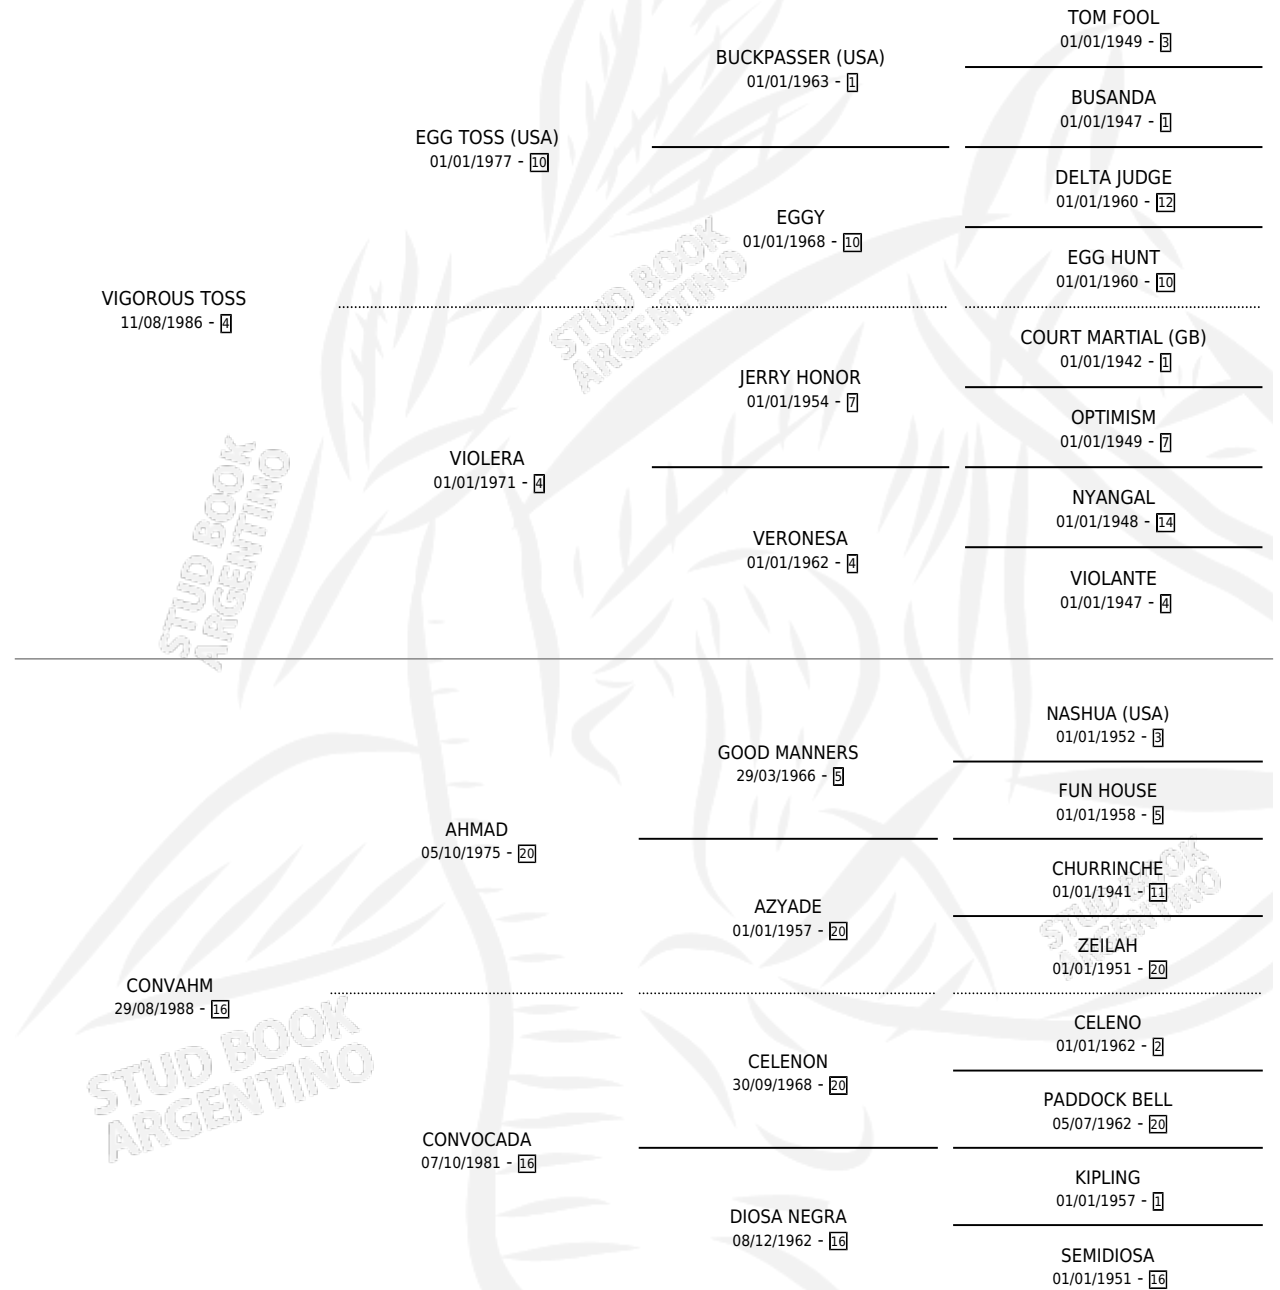 TOM FOOL
01/01/1949 - 3
BUCKPASSER (USA)
01/01/1963 - 1
BUSANDA
01/01/1947 - 1
EGG TOSS (USA)
01/01/1977 - 10
DELTA JUDGE
01/01/1960 - 12
EGGY
01/01/1968 - 10
EGG HUNT
01/01/1960 - 10
VIGOROUS TOSS
11/08/1986 - 4
STUD BOOK
ARGENTINO
COURT MARTIAL (GB)
01/01/1942 - 1
JERRY HONOR
01/01/1954 - 7
OPTIMISM
01/01/1949 - 7
VIOLERA
01/01/1971 - 4
NYANGAL
01/01/1948 - 14
VERONESA
01/01/1962 - 4
VIOLANTE
01/01/1947 - 4
STUD BOOK
ARGENTINO
NASHUA (USA)
01/01/1952 - 3
GOOD MANNERS
29/03/1966 - 5
FUN HOUSE
01/01/1958 - 5
AHMAD
05/10/1975 - 20
CHURRINCHE
01/01/1941 - 11
AZYADE
01/01/1957 - 20
ZEILAH
01/01/1951 - 20
STUD BOOK
ARGENTINO
CONVAHM
29/08/1988 - 16
STUD BOOK
ARGENTINO
CELENO
01/01/1962 - 2
CELENON
30/09/1968 - 20
PADDOCK BELL
05/07/1962 - 20
CONVOCADA
07/10/1981 - 16
KIPLING
01/01/1957 - 1
DIOSA NEGRA
08/12/1962 - 16
SEMIDIOSA
01/01/1951 - 16